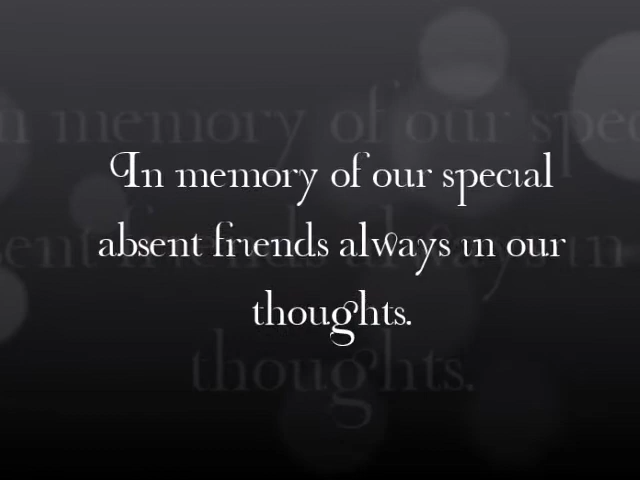 In memory of our special
absent friends always in our
thoughts.